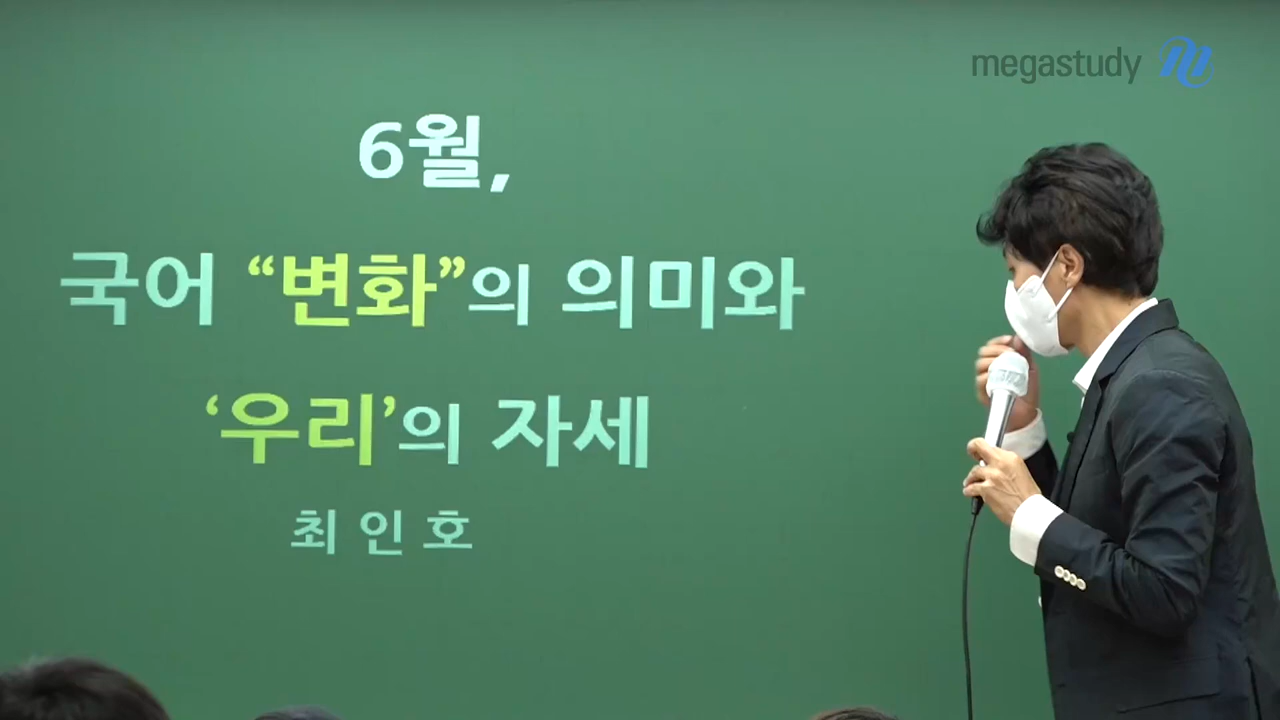 megastudy
6월,
국어 “변화”의 의미와
‘우리’의 자세
최 인 호